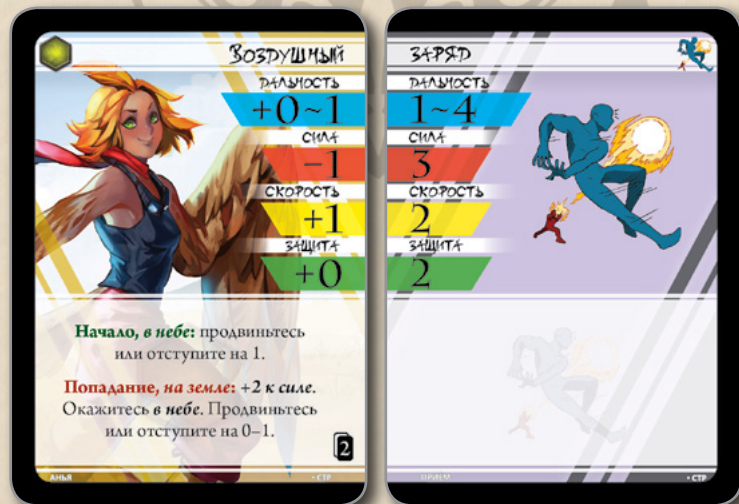 Воздушный
ДАЛЬНОСТЬ
+0~1
СИЛА
−1
СКОРОСТЬ
+1
ЗАЩИТА
+0
Начало, в небе: продвиньтесь
или отступите на 1.
Попадание, на земле: +2 к силе.
Окажитесь в небе. Продвиньтесь
или отступите на 0–1.
2
АНЬЯ
• СТР
ЗАРЯД
ДАЛЬНОСТЬ
1~4
СИЛА
3
СКОРОСТЬ
2
ЗАЩИТА
2
ПРИЕМ
• СТР